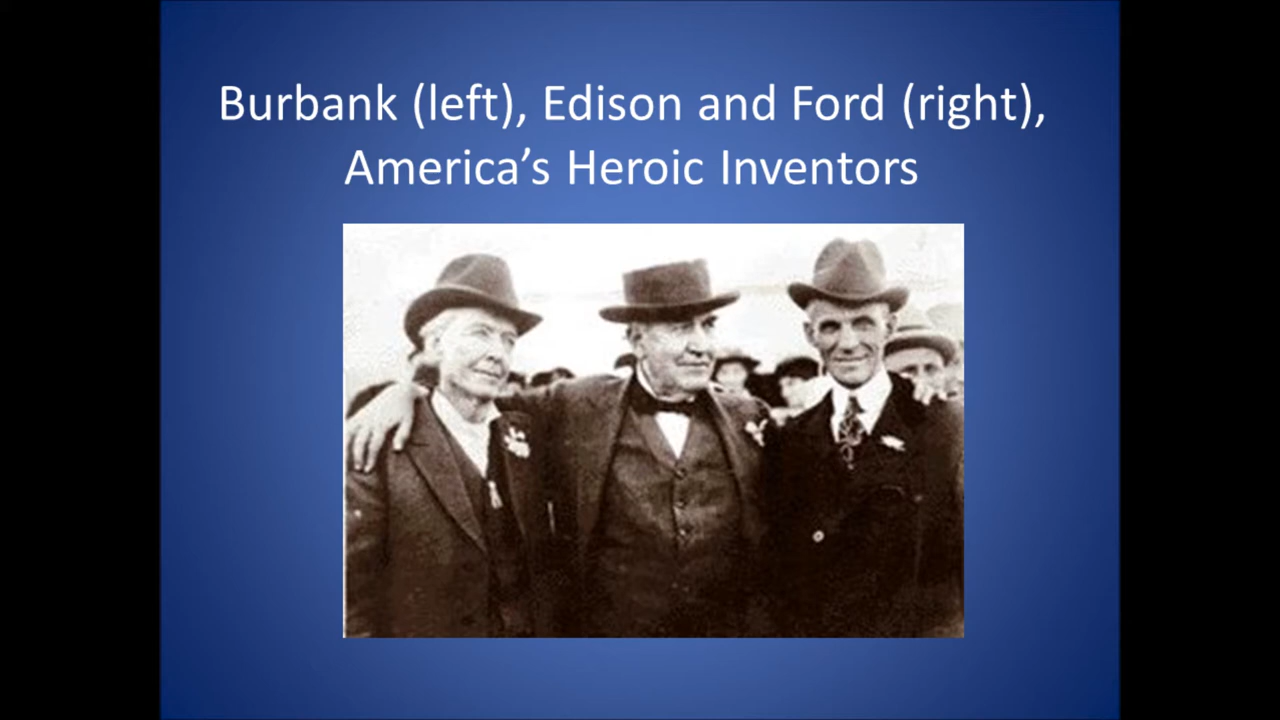 Burbank (left), Edison and Ford (right),
America’s Heroic Inventors